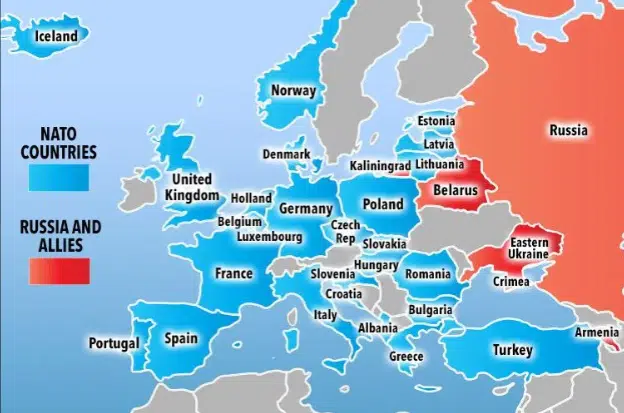 Iceland
NATO
COUNTRIES
RUSSIA AND
ALLIES
Norway
Estonia
Latvia
Lithuania
Kaliningrad
Russia
Denmark
Belarus
United
Kingdom
Holland
Belgium
Luxembourg
Germany
Poland
Czech
Rep
Slovakia
Eastern
Ukraine
Crimea
France
Hungary
Slovenia
Romania
Croatia
Italy
Bulgaria
Albania
Armenia
Portugal
Spain
Greece
Turkey